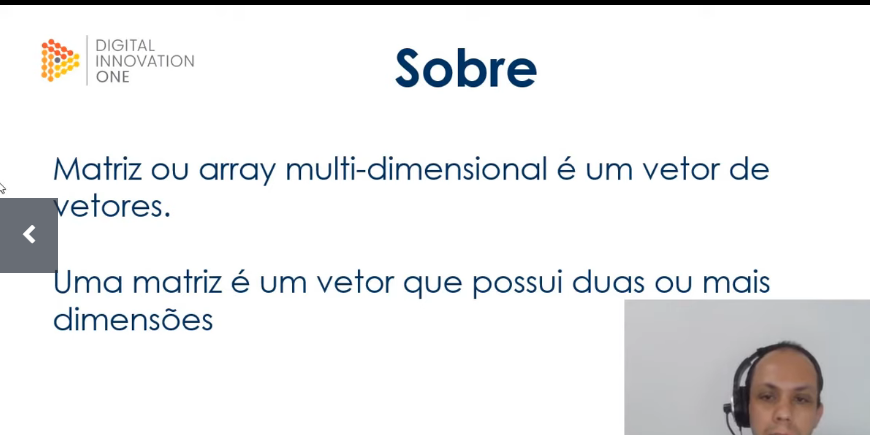 DIGITAL
INNOVATION
ONE
Sobre
Matriz ou array multi-dimensional é um vetor de
vetores.
Uma matriz é um vetor que possui duas ou mais
dimensões